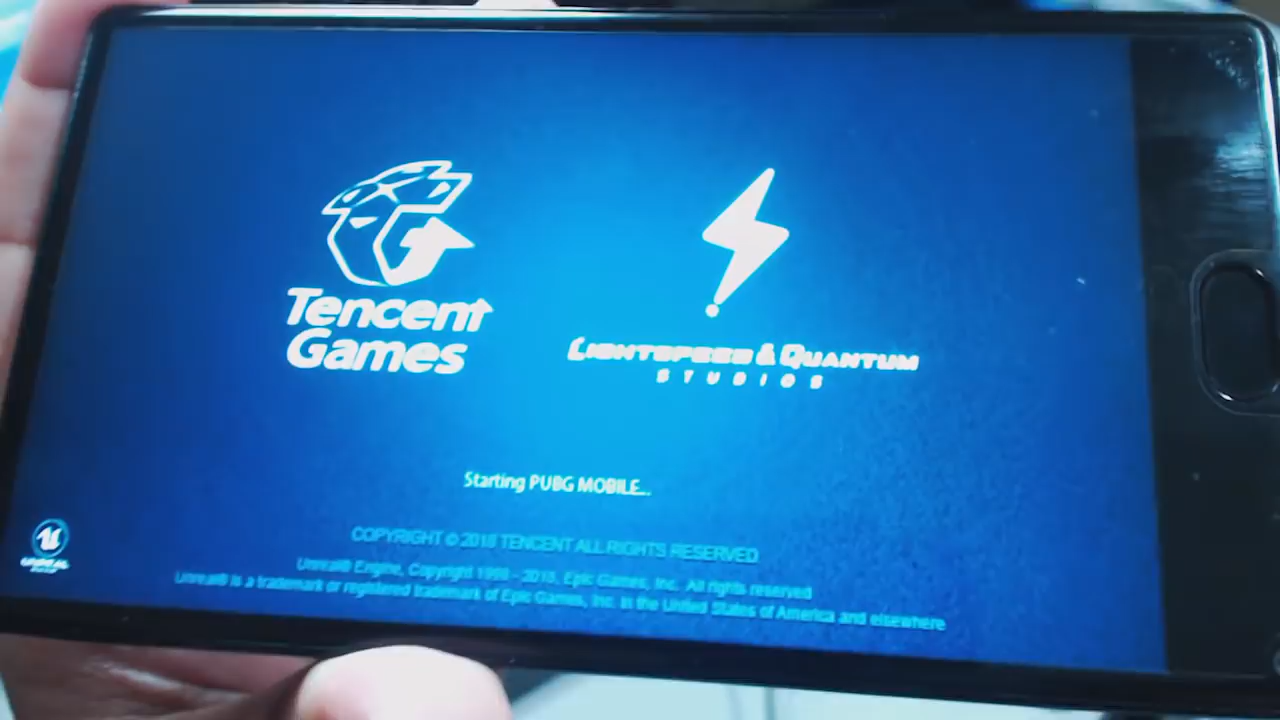 Tencent
Games
LIGHTSPEED & QUANTUM
STUDIOS
Starting PUBG MOBILE...
COPYRIGHT © 2018 TENCENT ALL RIGHTS RESERVED
Unreal® Engine, Copyright 1998 - 2018, Epic Games, Inc. All rights reserved
Unreal® is a trademark or registered trademark of Epic Games, Inc. in the United States of America and elsewhere
UNREAL